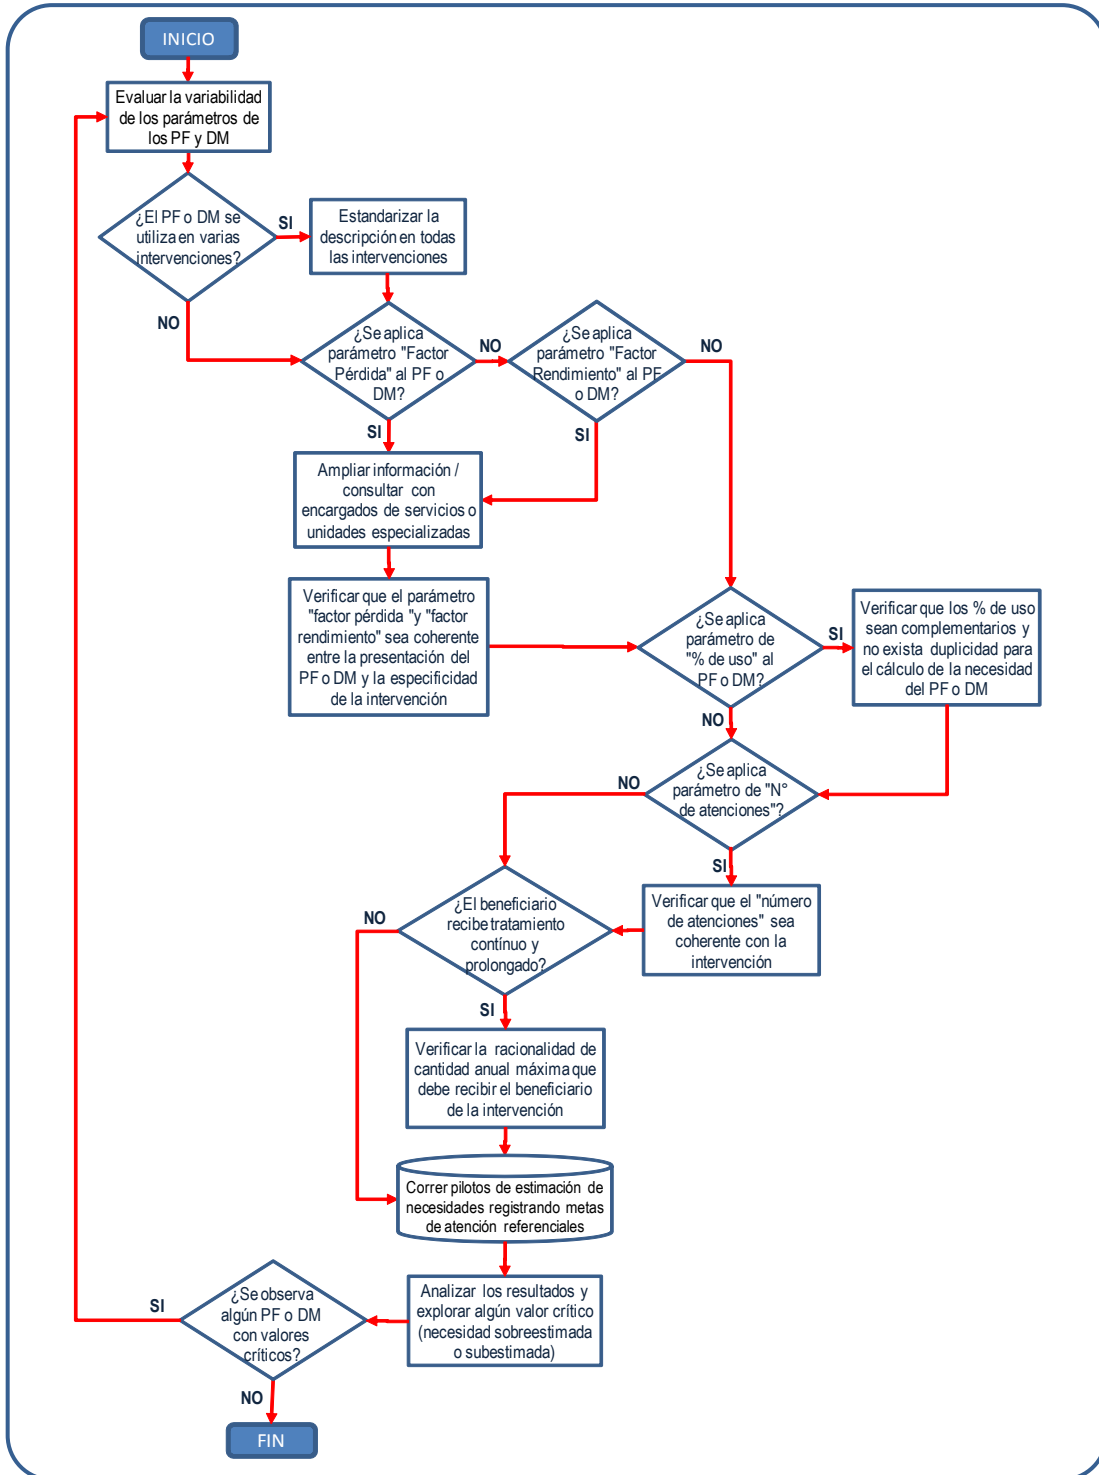 INICIO
Evaluar la variabilidad
de los parámetros de
los PF y DM
¿El PF o DM se
utiliza en varias
intervenciones?
SI
Estandarizar la
descripción en todas
las intervenciones
NO
¿Se aplica
parámetro "Factor
Pérdida" al PF o
DM?
NO
¿Se aplica
parámetro "Factor
Rendimiento" al PF
o DM?
NO
SI
SI
Ampliar información /
consultar con
encargados de servicios o
unidades especializadas
Verificar que el parámetro
"factor pérdida "y "factor
rendimiento" sea coherente
entre la presentación del
PF o DM y la especificidad
de la intervención
¿Se aplica
parámetro de
"% de uso" al
PF o DM?
SI
Verificar que los % de uso
sean complementarios y
no exista duplicidad para
el cálculo de la necesidad
del PF o DM
NO
¿Se aplica
parámetro de "N°
de atenciones"?
NO
SI
Verificar que el "número
de atenciones" sea
coherente con la
intervención
¿El beneficiario
recibe tratamiento
contínuo y
prolongado?
NO
SI
Verificar la racionalidad de
cantidad anual máxima que
debe recibir el beneficiario
de la intervención
Correr pilotos de estimación de
necesidades registrando metas
de atención referenciales
Analizar los resultados y
explorar algún valor crítico
(necesidad sobreestimada
o subestimada)
¿Se observa
algún PF o DM
con valores
críticos?
SI
NO
FIN